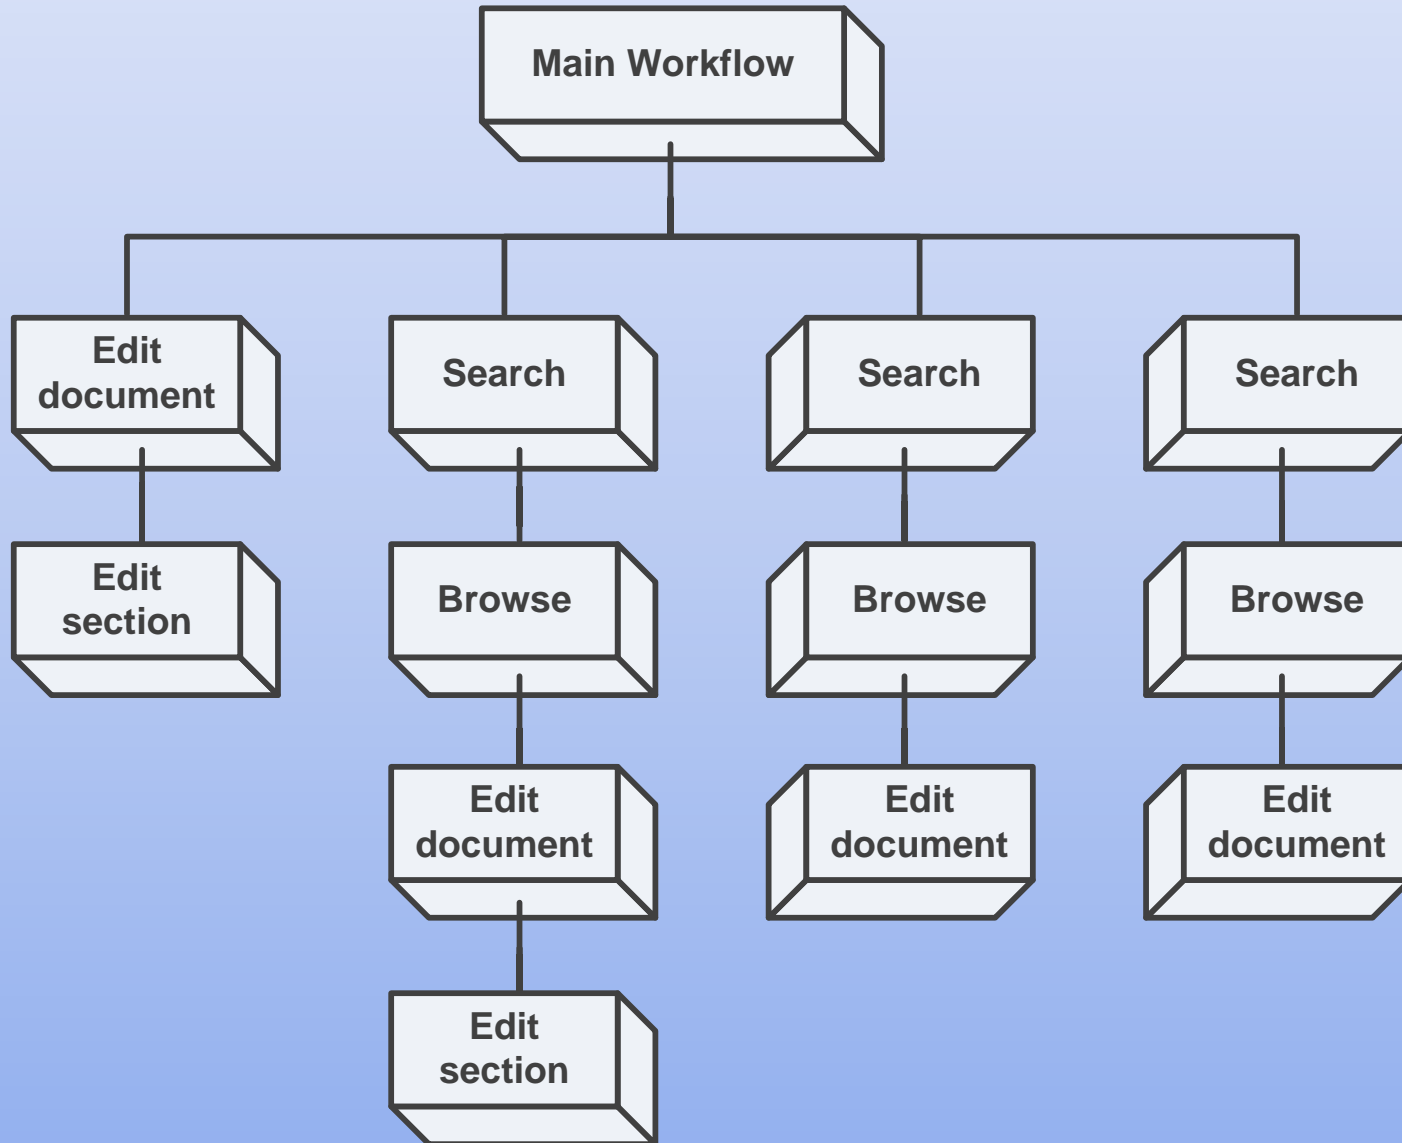 Main Workflow
Edit
document
Search
Search
Search
Edit
section
Browse
Browse
Browse
Edit
document
Edit
document
Edit
document
Edit
section